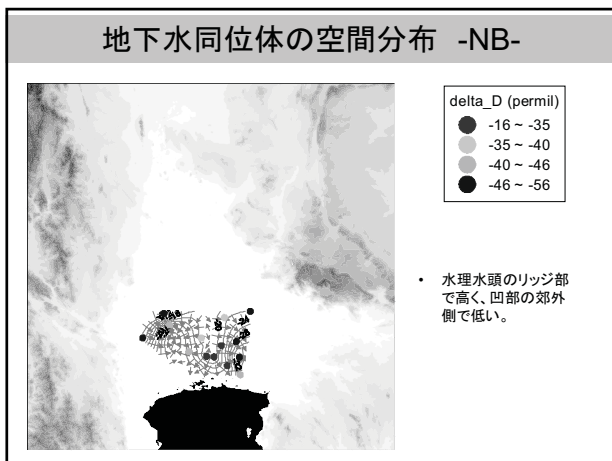 地下水同位体の空間分布 -NB-
delta_D (permil)
-16 ~ -35
-35 ~ -40
-40 ~ -46
-46 ~ -56
• 水理水頭のリッジ部
で高く、凹部の郊外
側で低い。